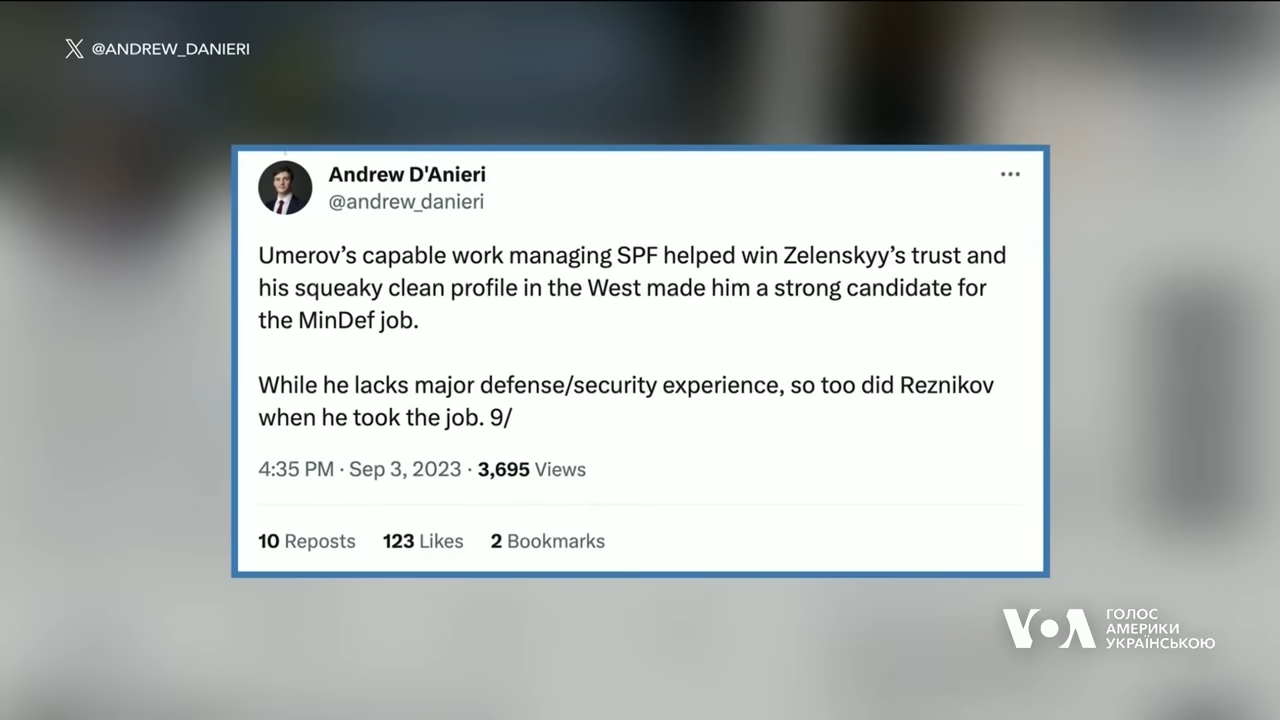 @ANDREW_DANIERI
Andrew D'Anieri
@andrew_danieri
Umerov’s capable work managing SPF helped win Zelenskyy’s trust and
his squeaky clean profile in the West made him a strong candidate for
the MinDef job.
While he lacks major defense/security experience, so too did Reznikov
when he took the job. 9/
4:35 PM · Sep 3, 2023 · 3,695 Views
10 Reposts 123 Likes 2 Bookmarks
VOA
ГОЛОС
АМЕРИКИ
УКРАЇНСЬКОЮ